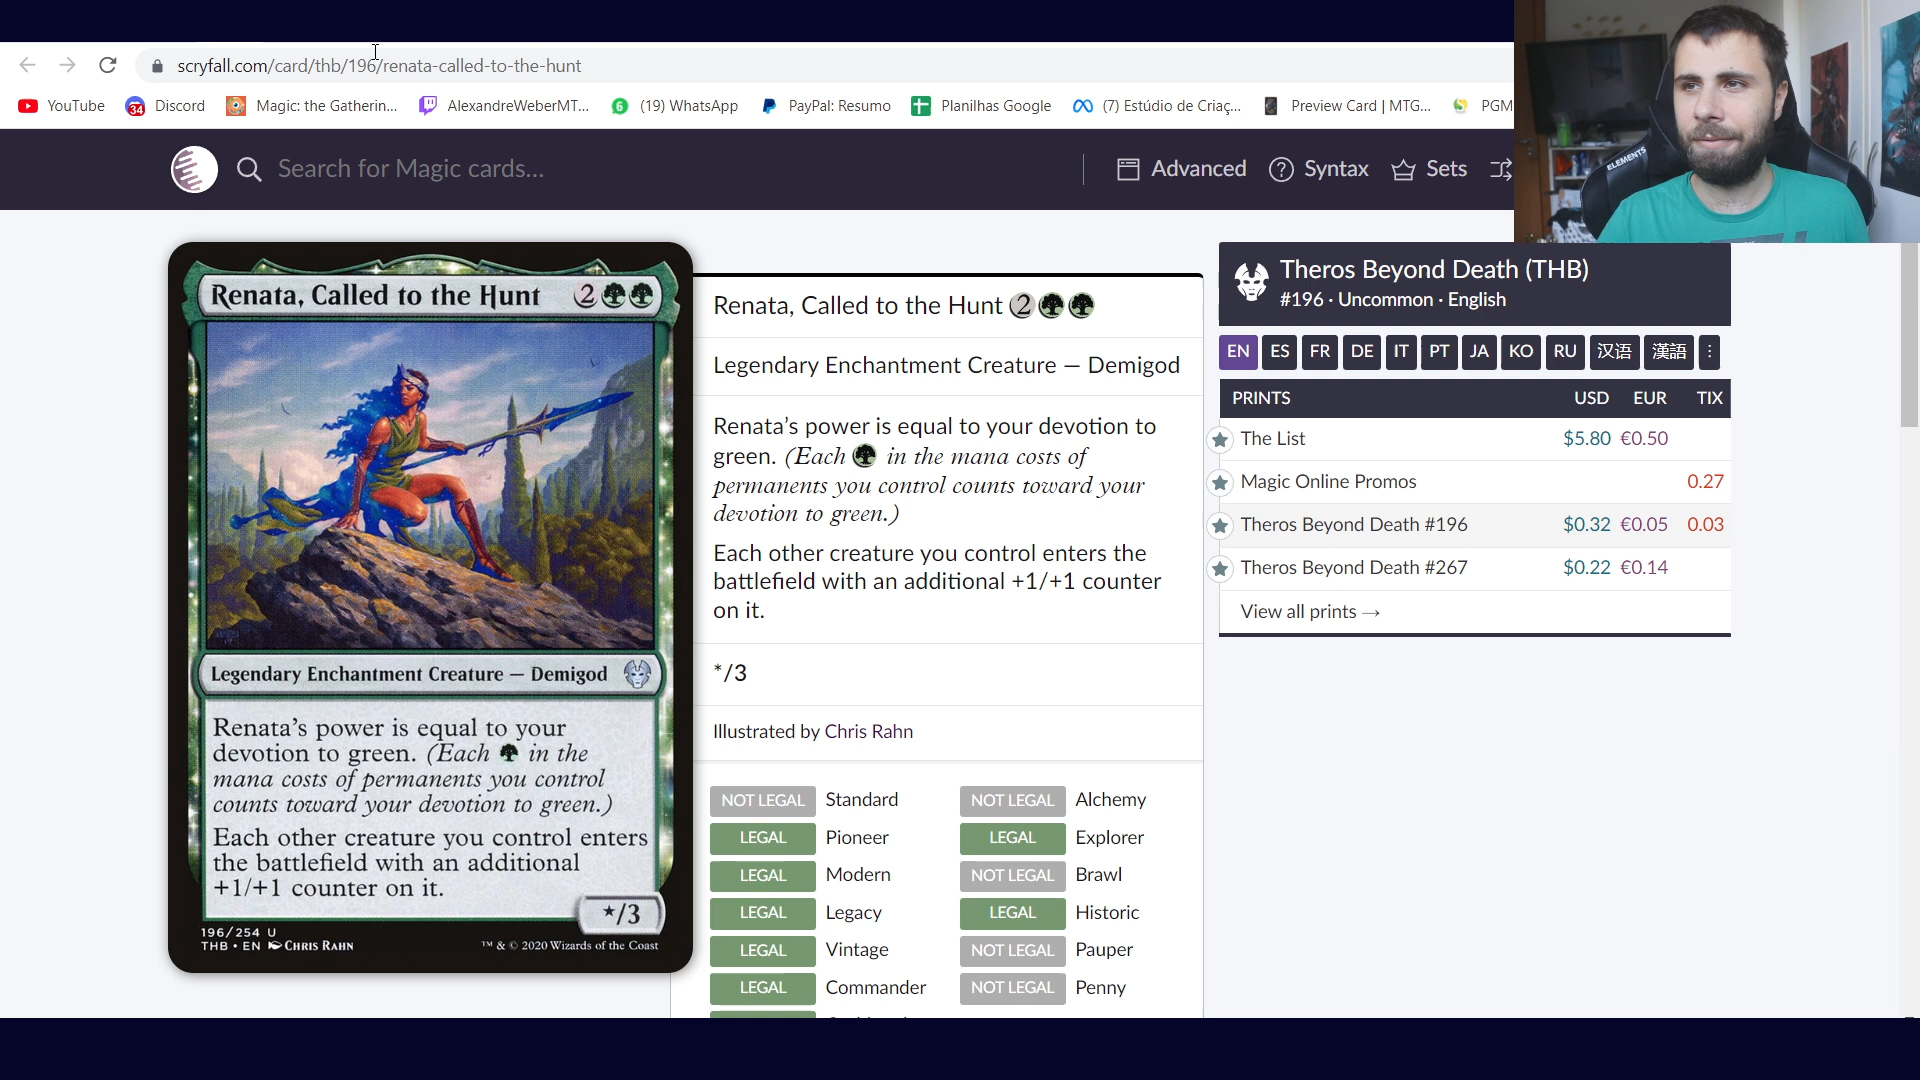 scryfall.com/card/thb/196/renata-called-to-the-hunt
YouTube
34
Discord
Magic: the Gatherin...
AlexandreWeberMT...
6
(19) WhatsApp
PayPal: Resumo
Planilhas Google
(7) Estúdio de Criaç...
Preview Card | MTG...
PGM
ELEMENTS
Search for Magic cards...
Advanced
Syntax
Sets
Renata, Called to the Hunt 2
Legendary Enchantment Creature – Demigod
Renata's power is equal to your
devotion to green. (Each in the
mana costs of permanents you control
counts toward your devotion to green.)
Each other creature you control enters
the battlefield with an additional
+1/+1 counter on it.
★/3
196/254 U
THB • EN CHRIS RAHN
™ & © 2020 Wizards of the Coast
Renata, Called to the Hunt 2
Legendary Enchantment Creature — Demigod
Renata's power is equal to your devotion to
green. (Each in the mana costs of
permanents you control counts toward your
devotion to green.)
Each other creature you control enters the
battlefield with an additional +1/+1 counter
on it.
*/3
Illustrated by Chris Rahn
NOT LEGAL Standard NOT LEGAL Alchemy
LEGAL Pioneer LEGAL Explorer
LEGAL Modern NOT LEGAL Brawl
LEGAL Legacy LEGAL Historic
LEGAL Vintage NOT LEGAL Pauper
LEGAL Commander NOT LEGAL Penny
Theros Beyond Death (THB)
#196 · Uncommon · English
EN ES FR DE IT PT JA KO RU 汉语 漢語
PRINTS USD EUR TIX
The List $5.80 €0.50
Magic Online Promos 0.27
Theros Beyond Death #196 $0.32 €0.05 0.03
Theros Beyond Death #267 $0.22 €0.14
View all prints →